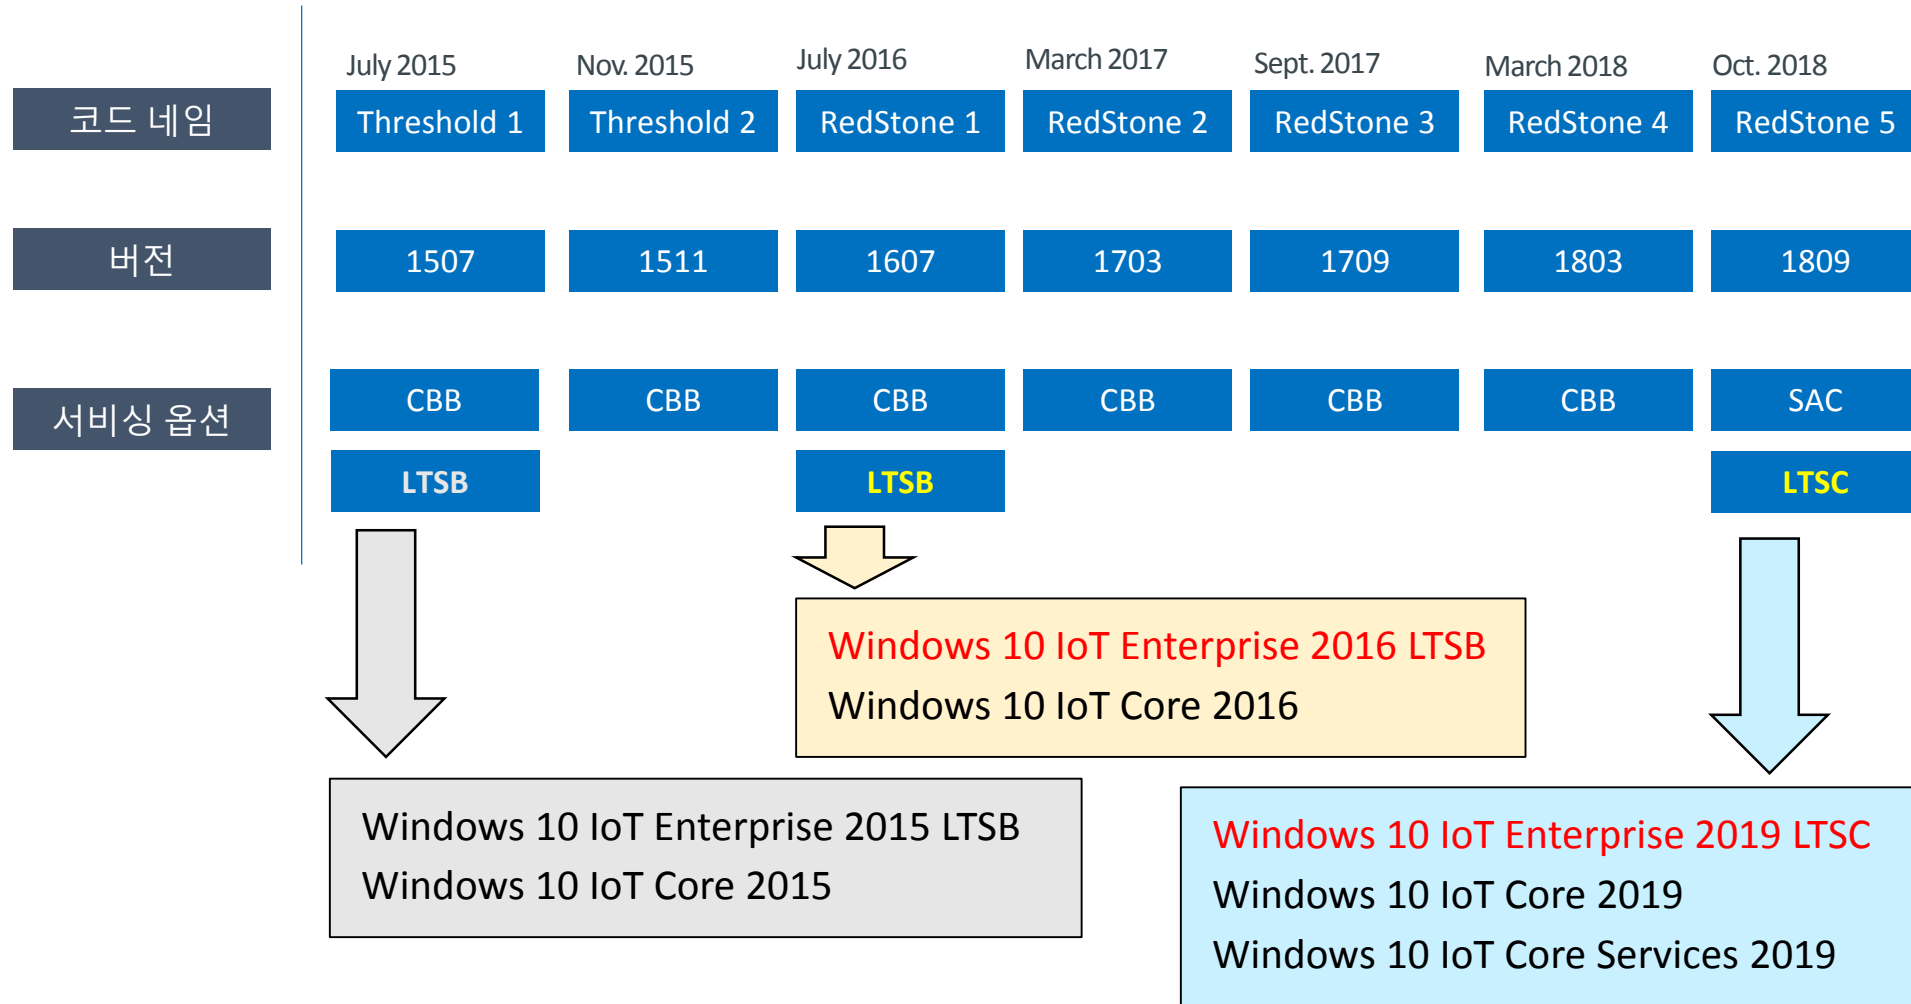 July 2015 Nov. 2015 July 2016 March 2017 Sept. 2017 March 2018 Oct. 2018
코드 네임 Threshold 1 Threshold 2 RedStone 1 RedStone 2 RedStone 3 RedStone 4 RedStone 5
버전 1507 1511 1607 1703 1709 1803 1809
서비싱 옵션 CBB CBB CBB CBB CBB CBB SAC
LTSB LTSB LTSC
Windows 10 IoT Enterprise 2016 LTSB
Windows 10 IoT Core 2016
Windows 10 IoT Enterprise 2015 LTSB
Windows 10 IoT Core 2015
Windows 10 IoT Enterprise 2019 LTSC
Windows 10 IoT Core 2019
Windows 10 IoT Core Services 2019